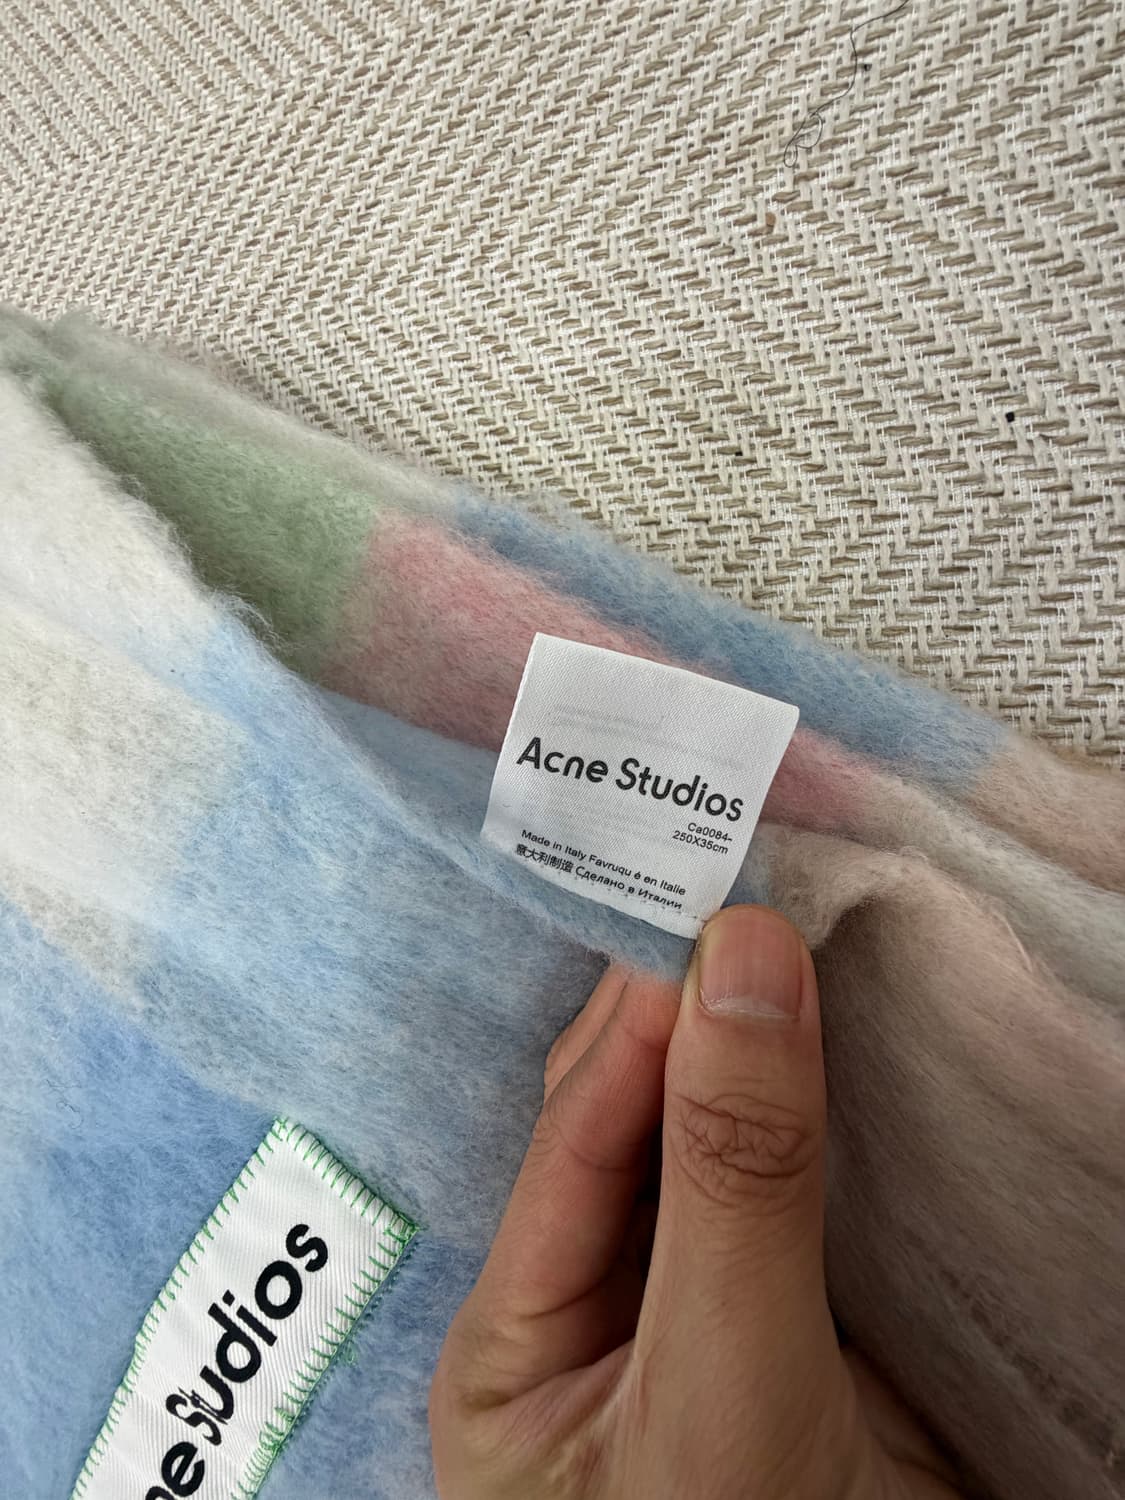 Acne Studios
Ca0084-
250X35cm
Made in Italy Favruqu é en Italie
意大利制造 Сделано в Италии
ne Studios